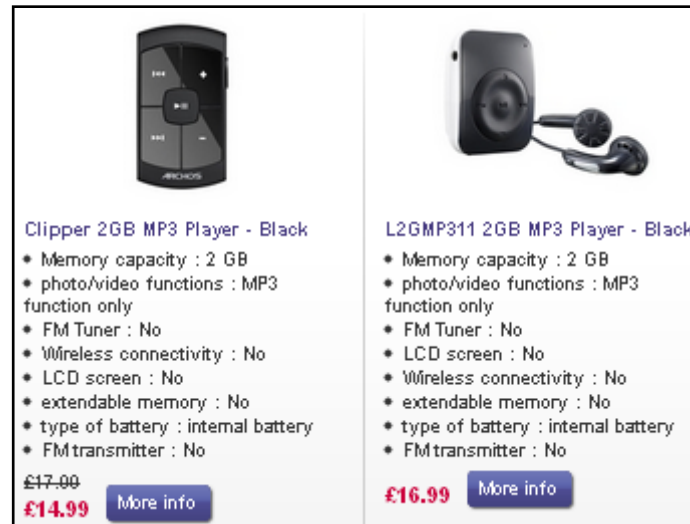 ARCHOS
Clipper 2GB MP3 Player - Black
• Memory capacity : 2 GB
• photo/video functions : MP3
function only
• FM Tuner : No
• Wireless connectivity : No
• LCD screen : No
• extendable memory : No
• type of battery : internal battery
• FM transmitter : No
£17.00
£14.99
More info
L2GMP311 2GB MP3 Player - Black
• Memory capacity : 2 GB
• photo/video functions : MP3
function only
• FM Tuner : No
• LCD screen : No
• Wireless connectivity : No
• extendable memory : No
• type of battery : internal battery
• FM transmitter : No
£16.99
More info